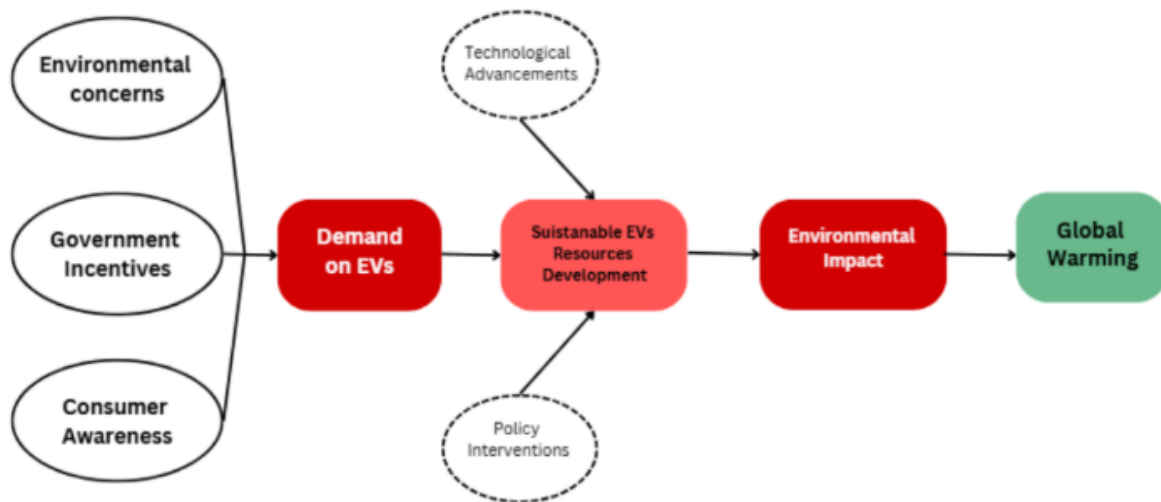 Environmental
concerns
Government
Incentives
Consumer
Awareness
Demand
on EVs
Technological
Advancements
Suistanable EVs
Resources
Development
Policy
Interventions
Environmental
Impact
Global
Warming